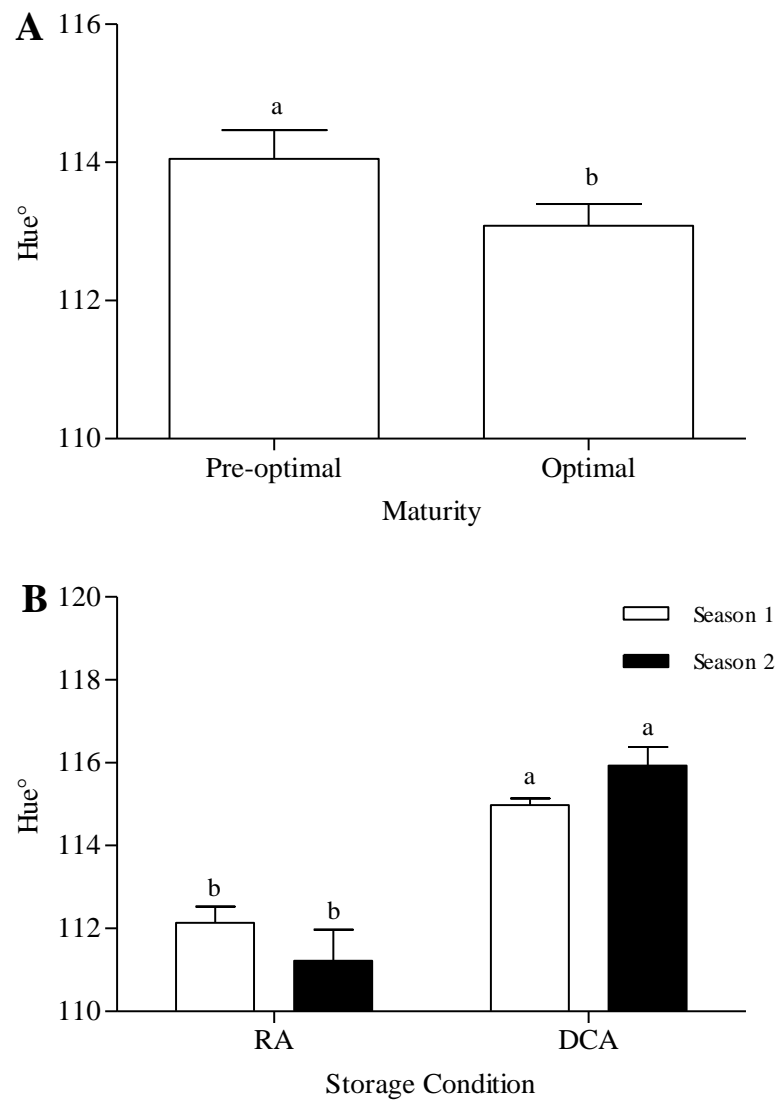 A
116
a
114
b
Hue°
112
110
Pre-optimal Optimal
Maturity
B
120
Season 1
118
Season 2
a
116
a
Hue°
114
b
b
112
110
RA DCA
Storage Condition